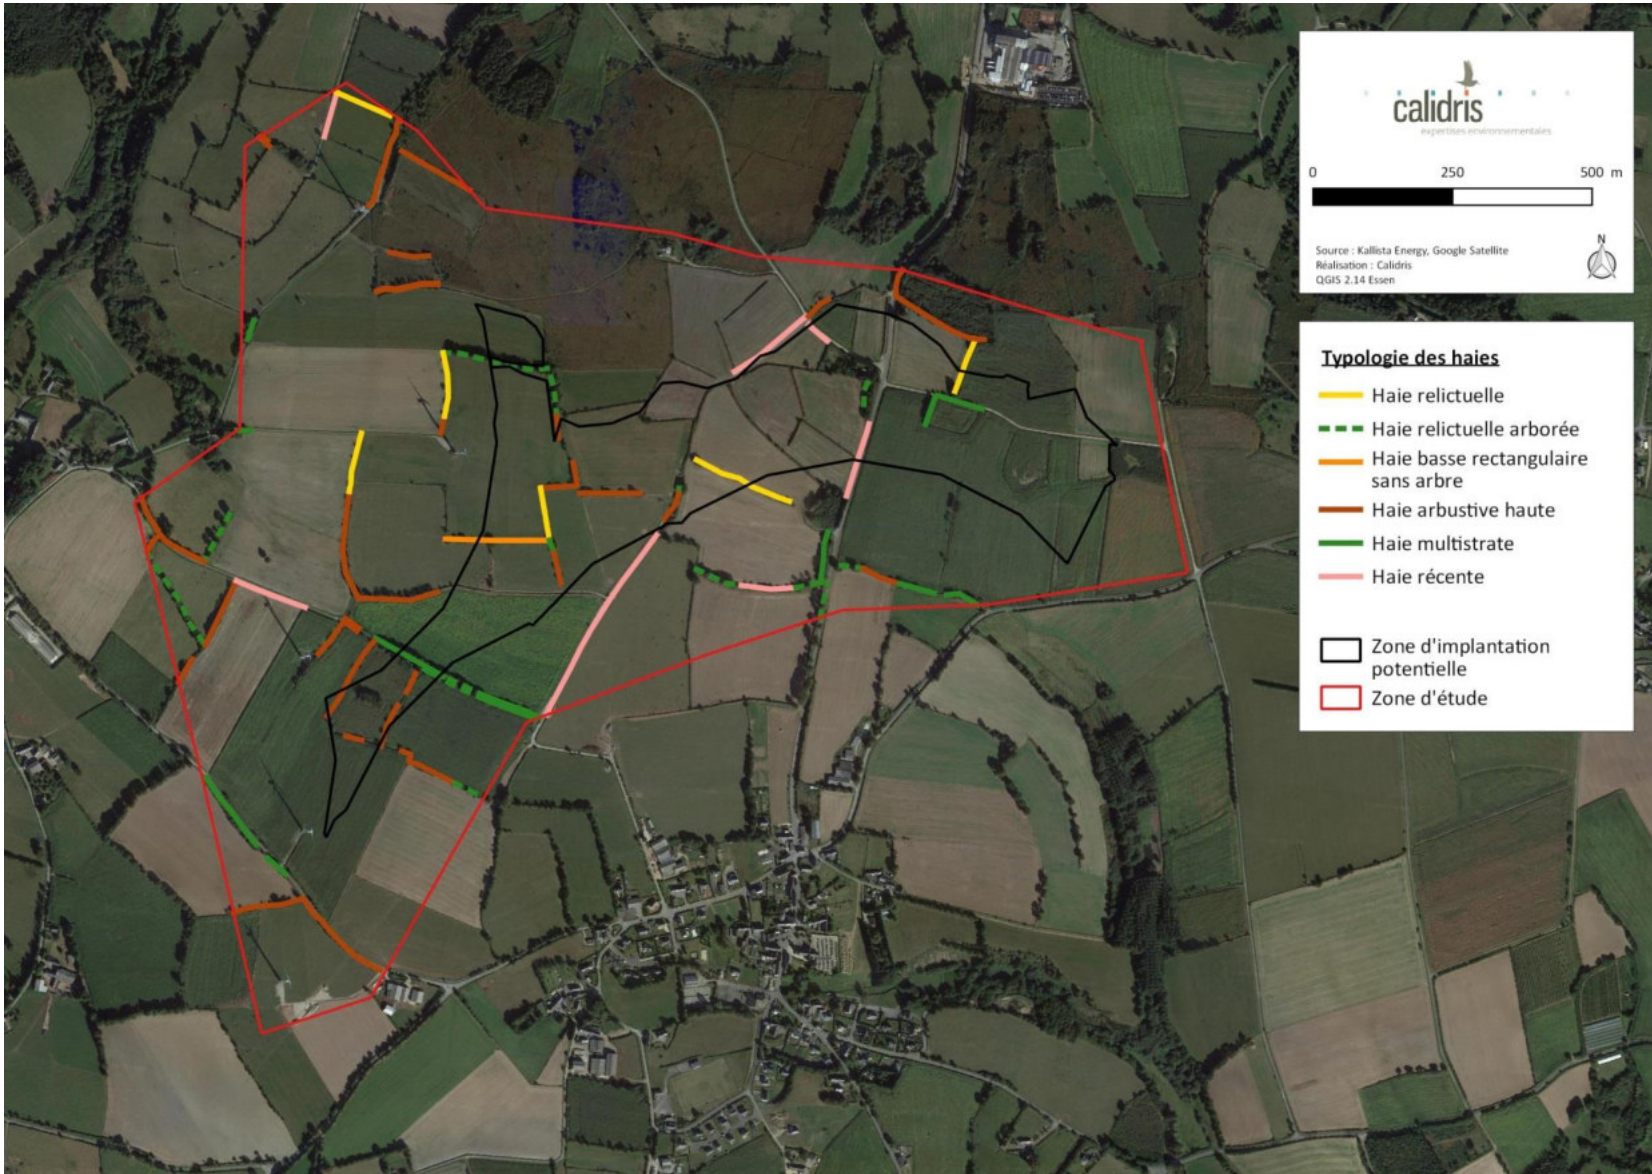 calidris
expertises environnementales
0 250 500 m
Source : Kallista Energy, Google Satellite
Réalisation : Calidris
QGIS 2.14 Essen
N
Typologie des haies
Haie relictuelle
Haie relictuelle arborée
Haie basse rectangulaire
sans arbre
Haie arbustive haute
Haie multistrate
Haie récente
Zone d'implantation
potentielle
Zone d'étude